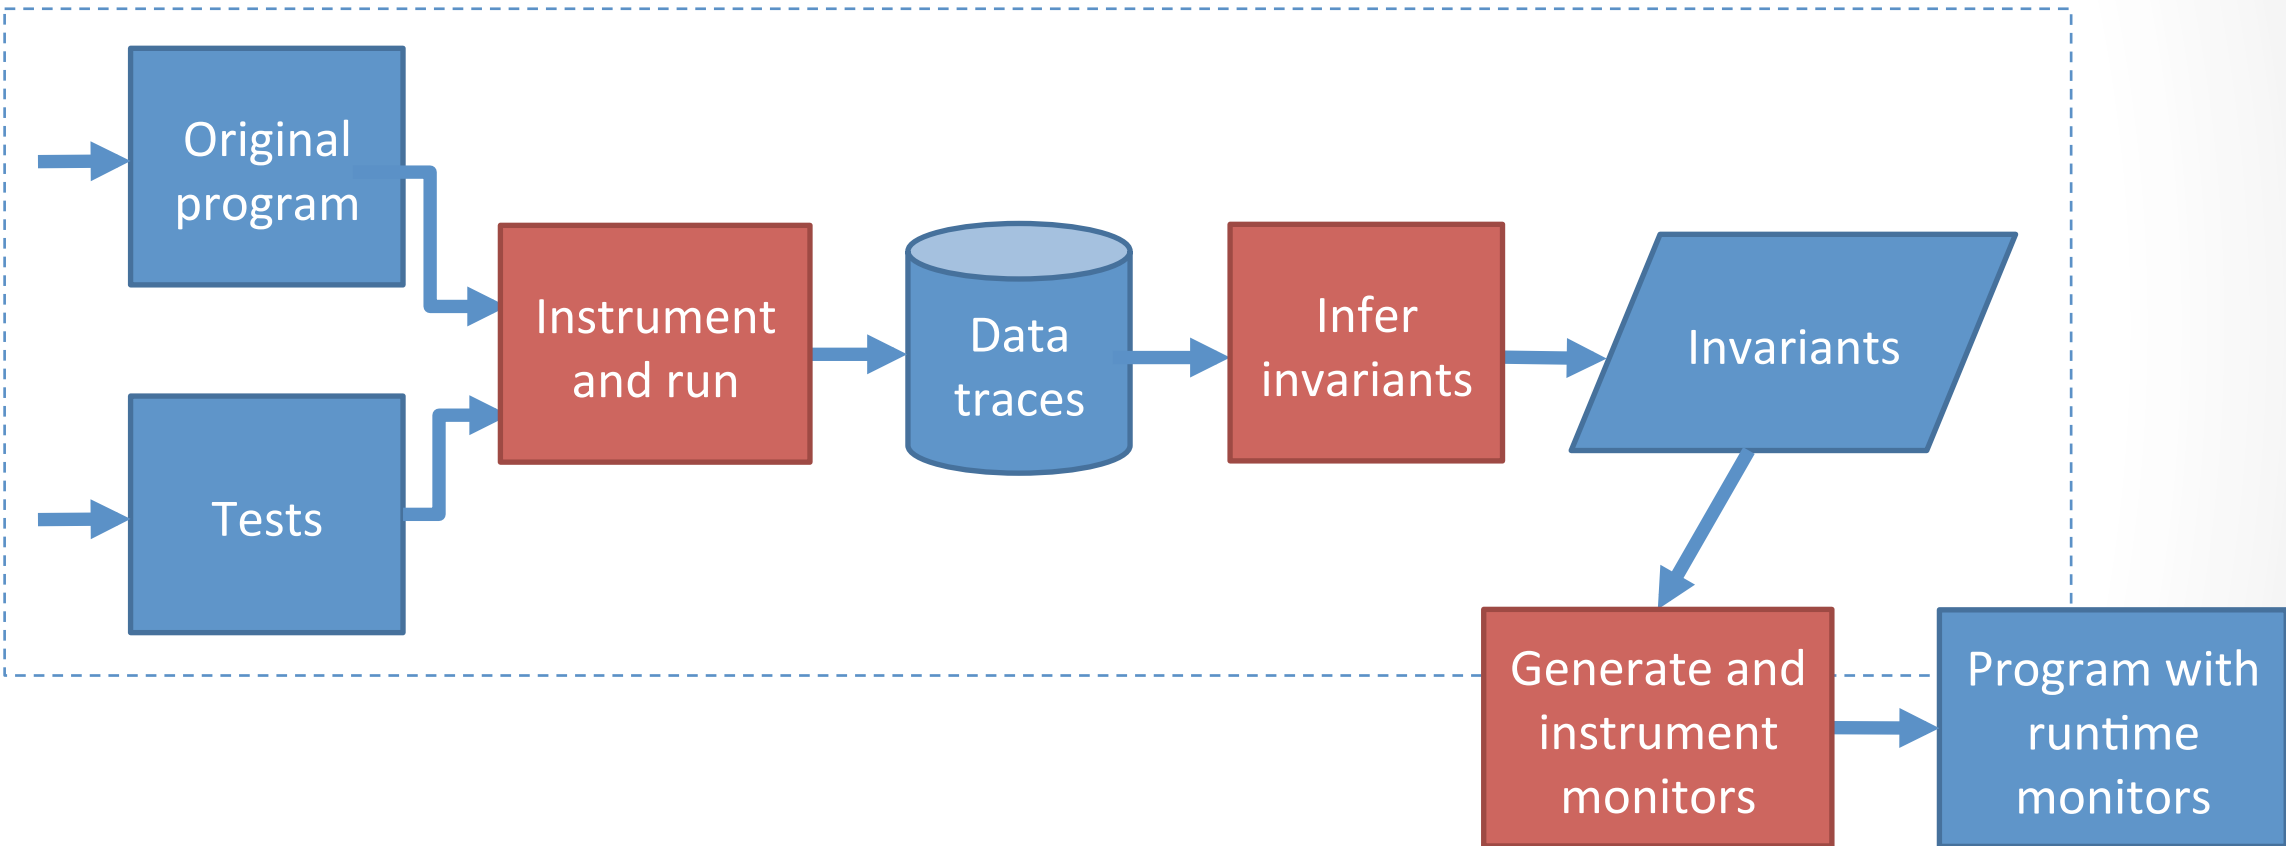 Original
program
Instrument
and run
Data
traces
Infer
invariants
Invariants
Tests
Generate and
instrument
monitors
Program with
runtime
monitors